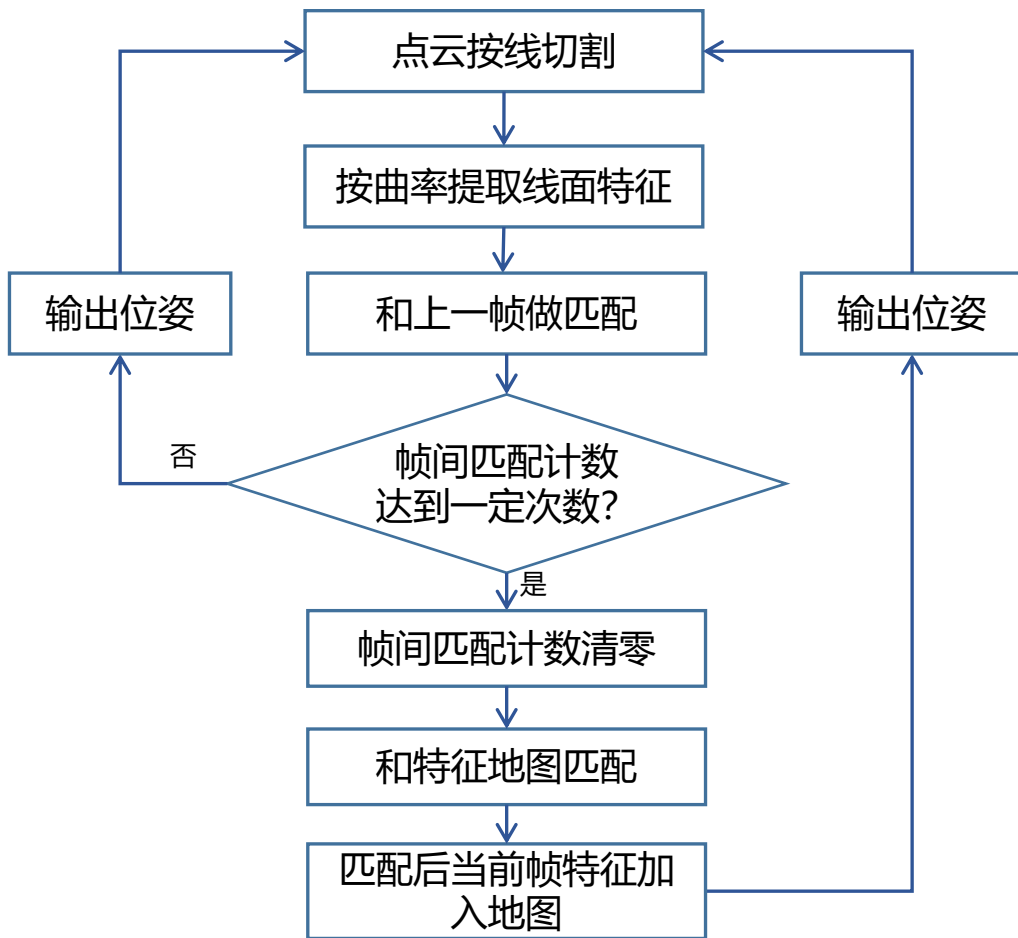 点云按线切割
按曲率提取线面特征
输出位姿
和上一帧做匹配
输出位姿
否
帧间匹配计数
达到一定次数?
是
帧间匹配计数清零
和特征地图匹配
匹配后当前帧特征加
入地图